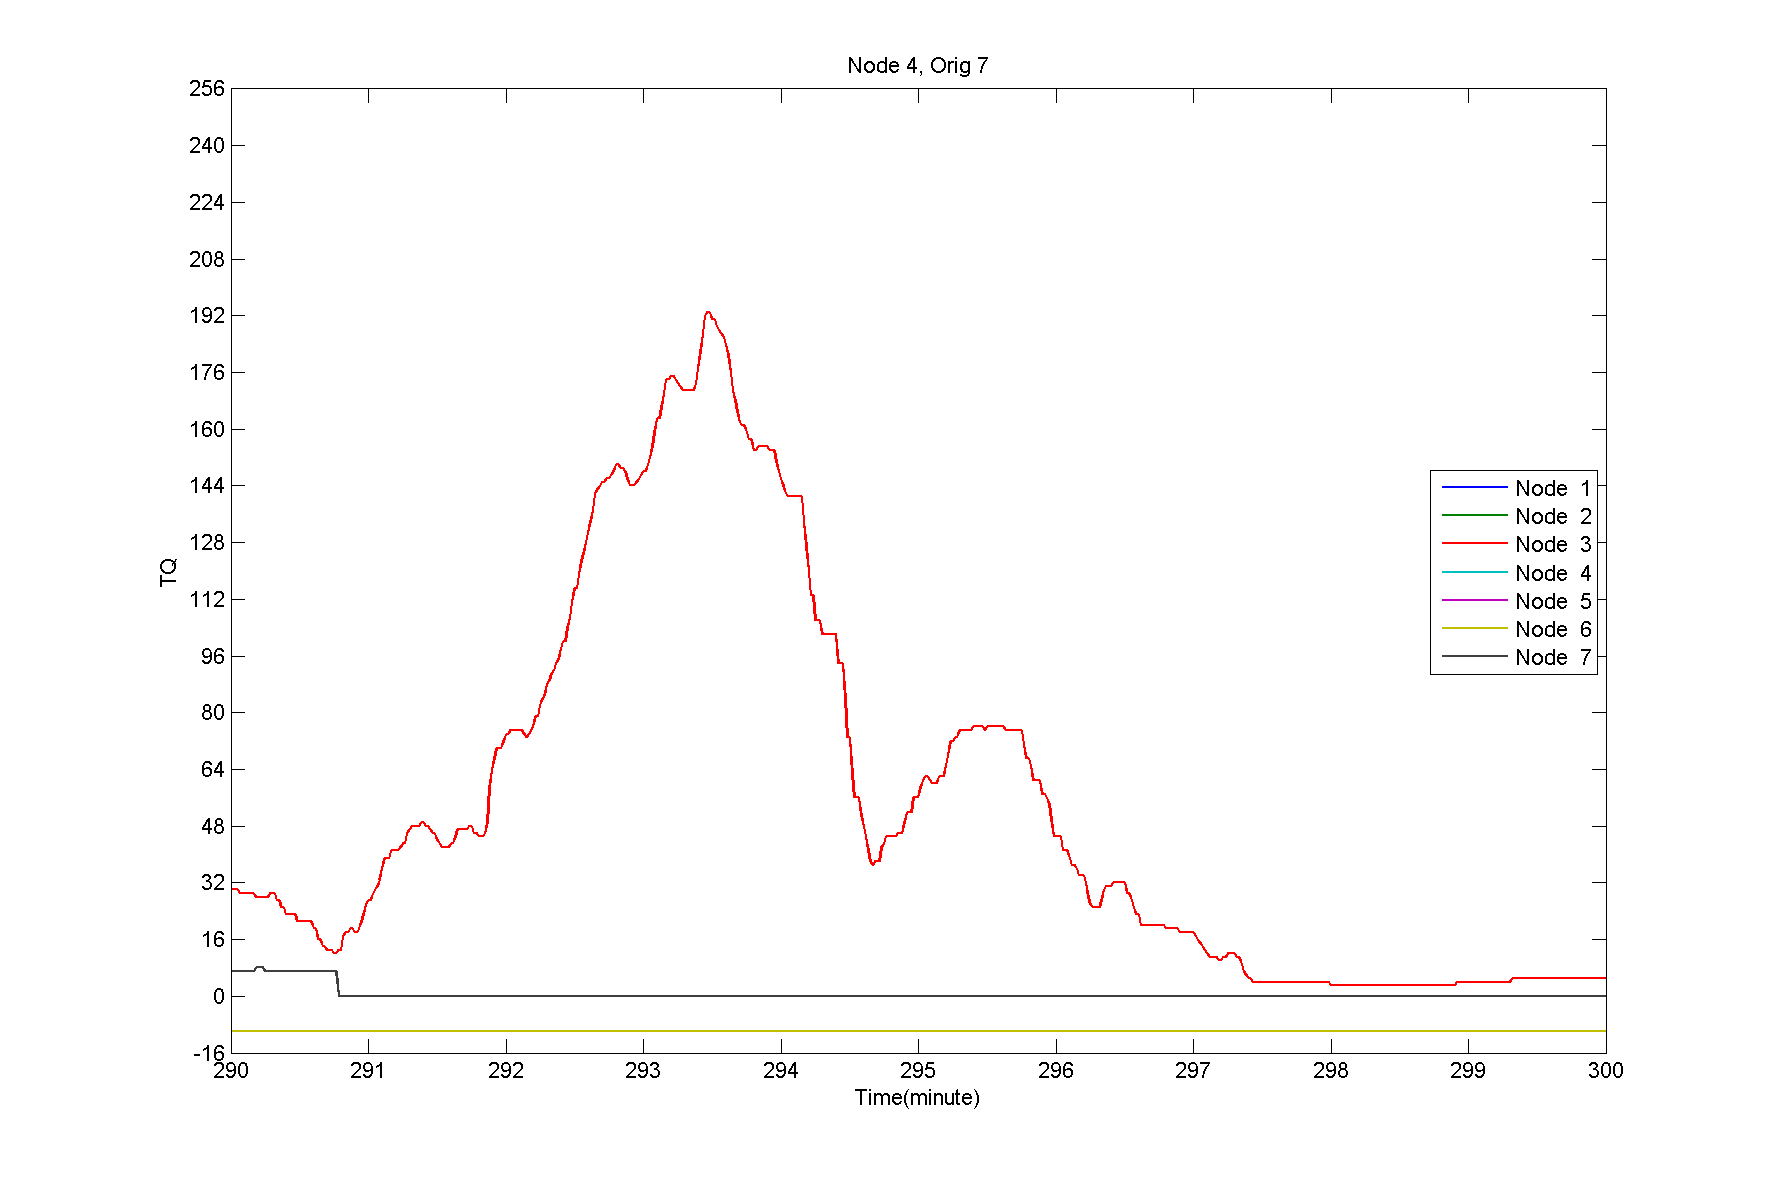 Node 4, Orig 7
256
240
224
208
192
176
160
144
128
112
96
80
64
48
32
16
0
-16
TQ
Node 1
Node 2
Node 3
Node 4
Node 5
Node 6
Node 7
290 291 292 293 294 295 296 297 298 299 300
Time(minute)